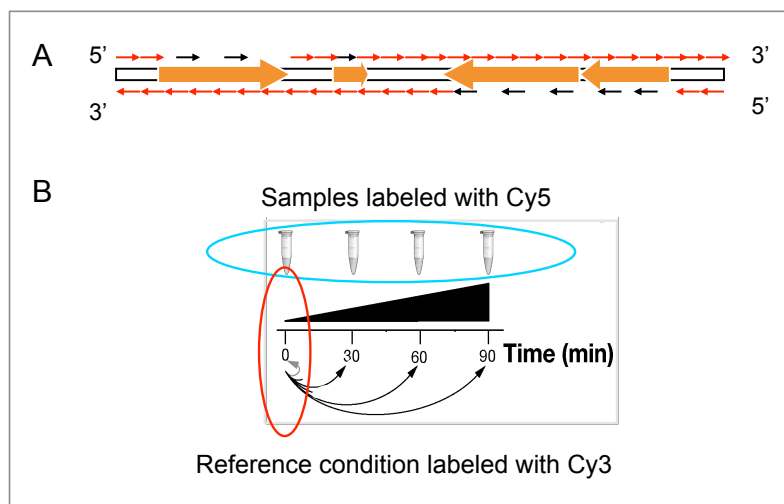 A
5’ 3’
3’ 5’
B
Samples labeled with Cy5
0 30 60 90 Time (min)
Reference condition labeled with Cy3